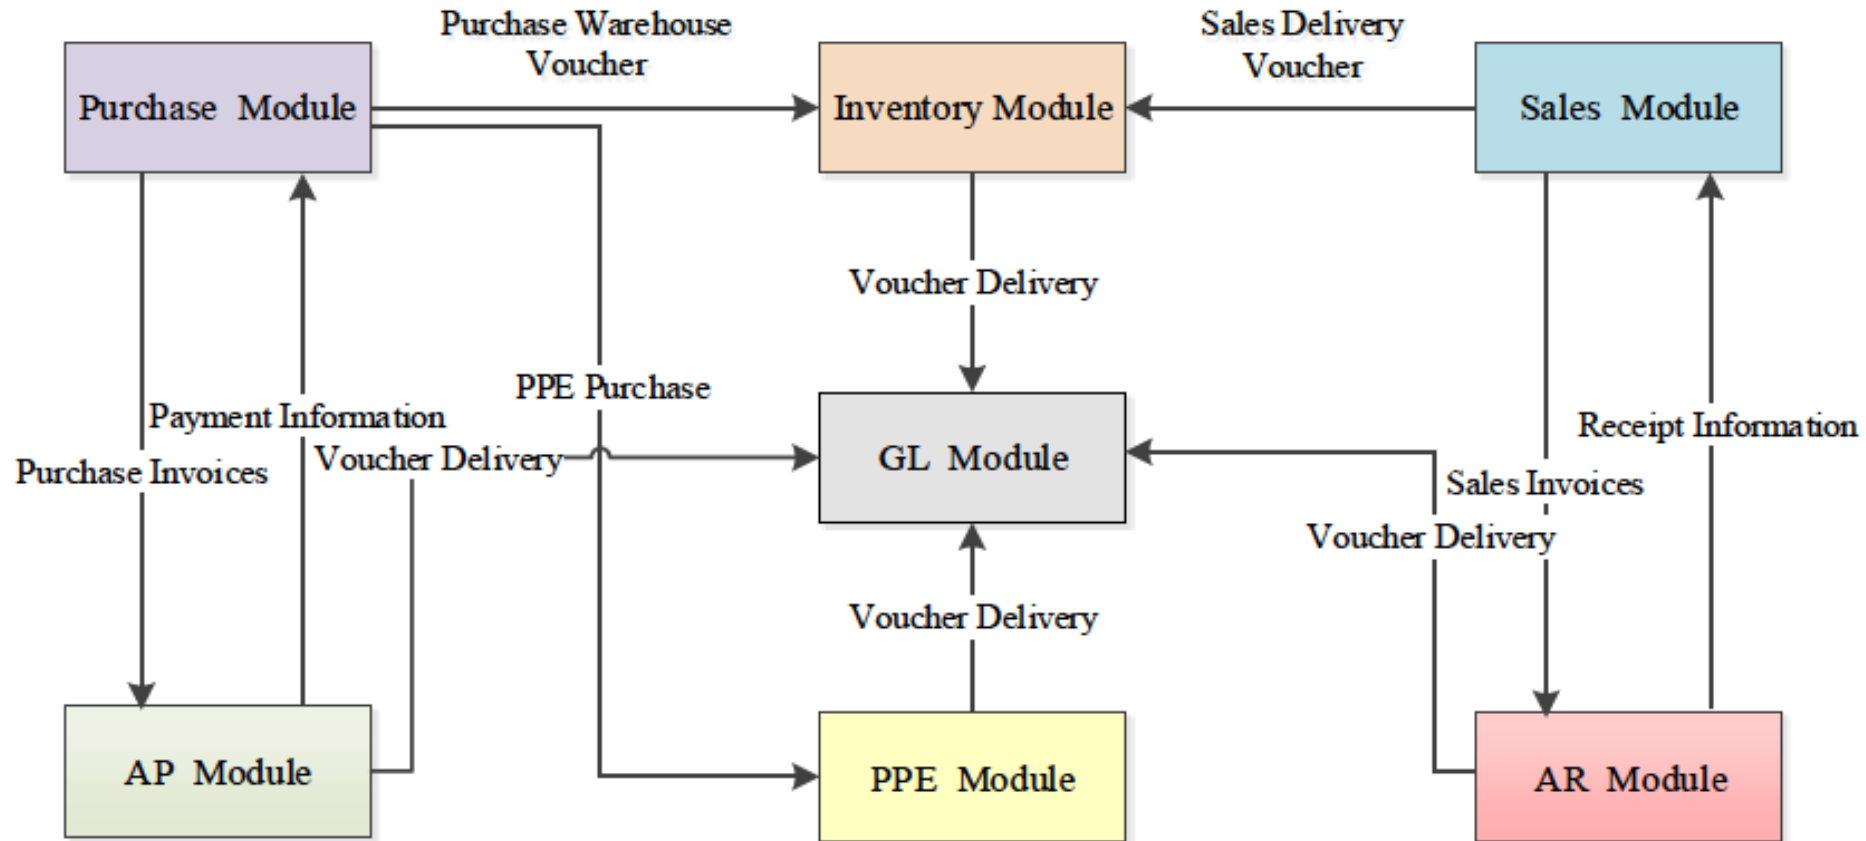 Purchase Warehouse
Voucher
Sales Delivery
Voucher
Purchase Module
Inventory Module
Sales Module
Voucher Delivery
PPE Purchase
Payment Information
Receipt Information
Voucher Delivery
GL Module
Purchase Invoices
Sales Invoices
Voucher Delivery
Voucher Delivery
AP Module
PPE Module
AR Module